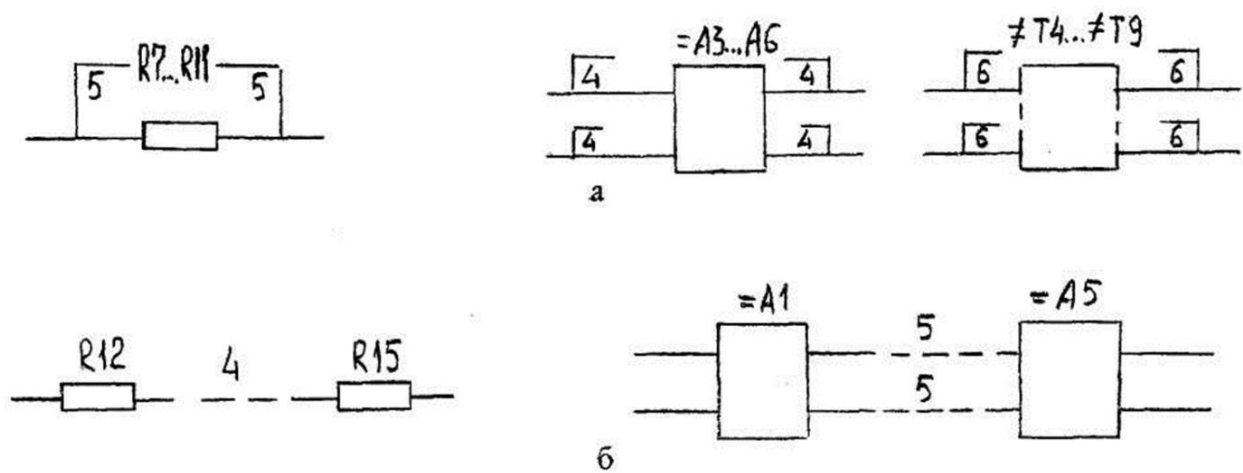 R7...R11
5 5
=A3...A6
4 4
4 4
≠T4...≠T9
6 6
6 6
а
R12 4 R15
=A1 5 =A5
5
б